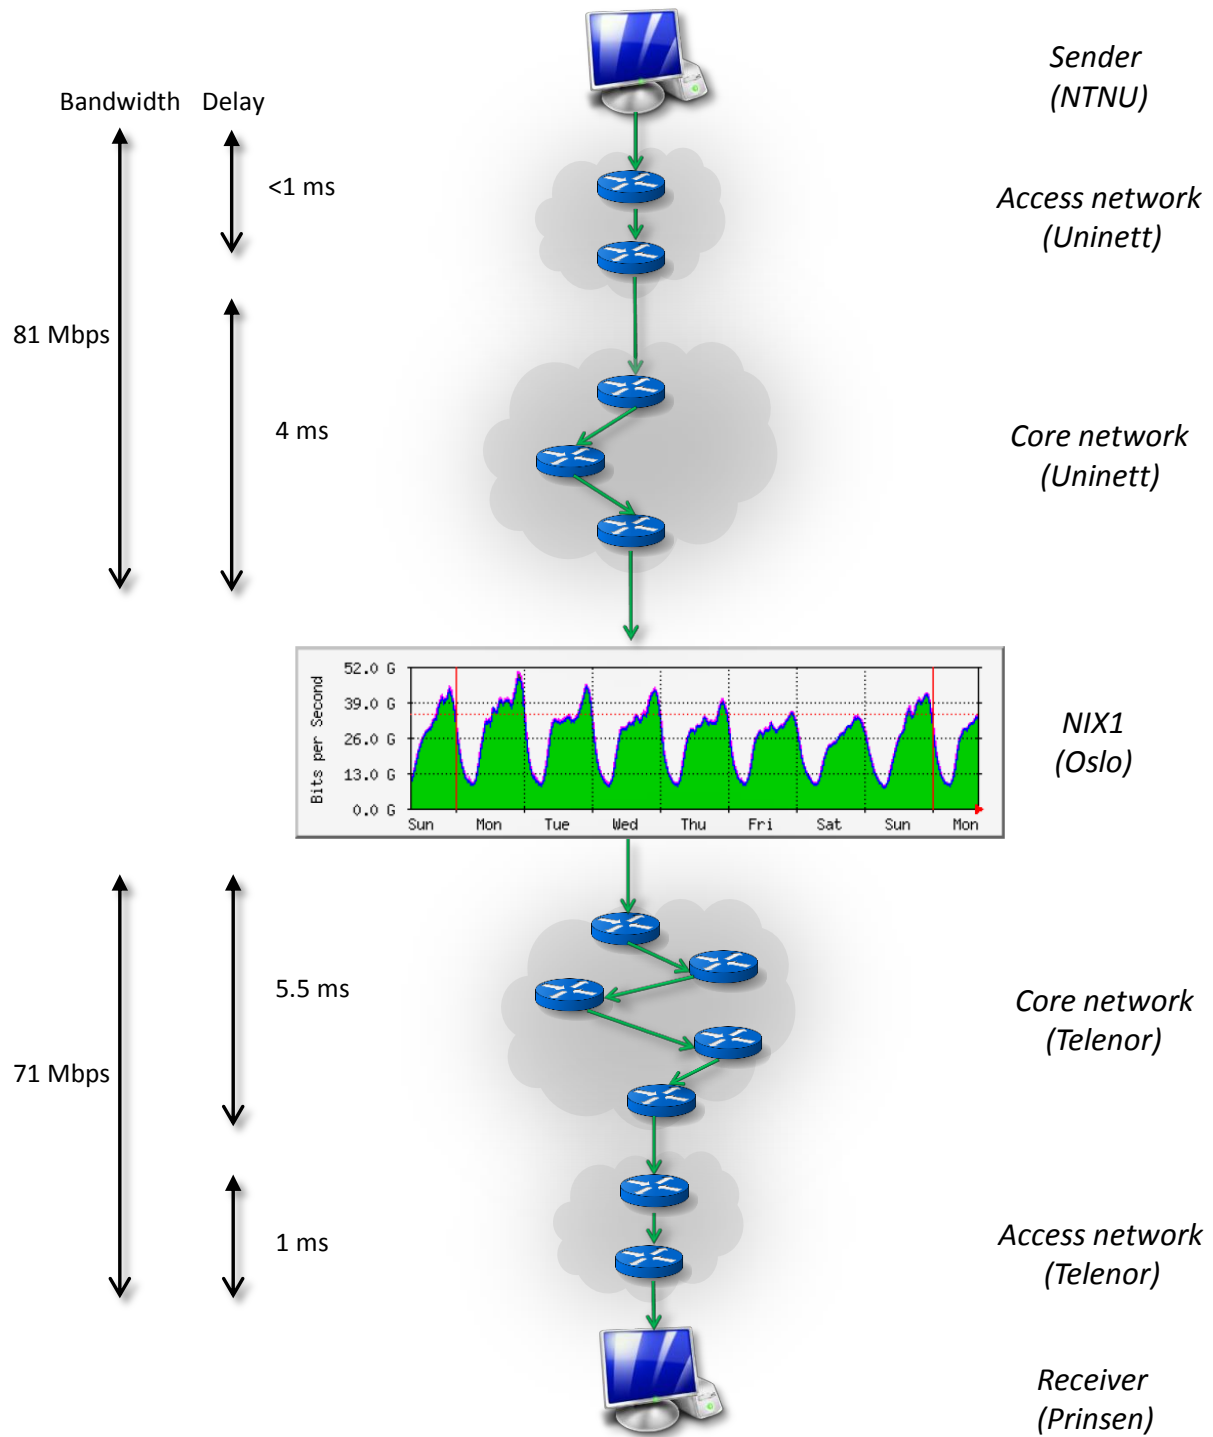 Sender
(NTNU)
Bandwidth Delay
<1 ms
Access network
(Uninett)
81 Mbps
4 ms
Core network
(Uninett)
Bits per Second
52.0 G
39.0 G
26.0 G
13.0 G
0.0 G
Sun Mon Tue Wed Thu Fri Sat Sun Mon
NIX1
(Oslo)
5.5 ms
Core network
(Telenor)
71 Mbps
1 ms
Access network
(Telenor)
Receiver
(Prinsen)